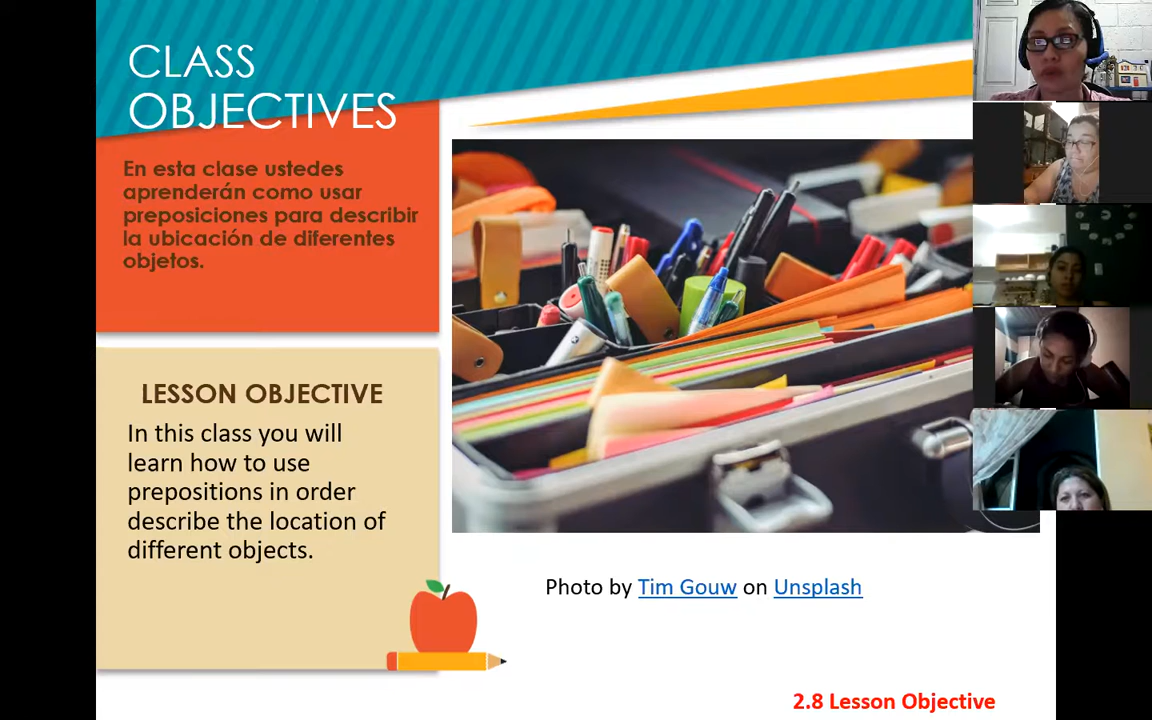 CLASS
OBJECTIVES
En esta clase ustedes
aprenderán como usar
preposiciones para describir
la ubicación de diferentes
objetos.
LESSON OBJECTIVE
In this class you will
learn how to use
prepositions in order
describe the location of
different objects.
Photo by Tim Gouw on Unsplash
2.8 Lesson Objective